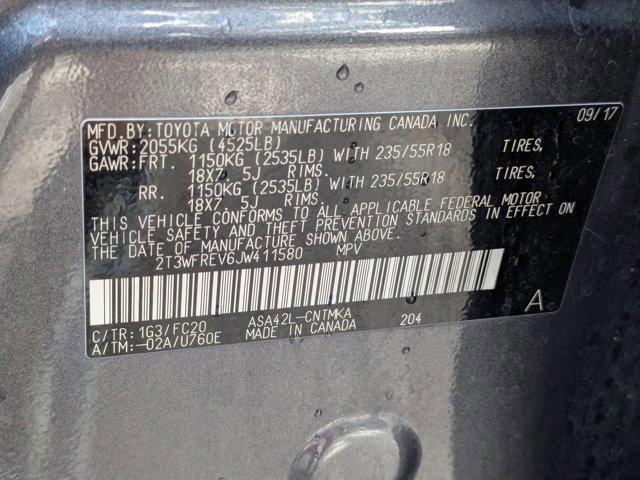 MFD.BY:TOYOTA MOTOR MANUFACTURING CANADA INC. 09/17
GVWR:2055KG (4525LB)
GAWR:FRT. 1150KG (2535LB) WITH 235/55R18 TIRES,
18X7. 5J RIMS.
RR. 1150KG (2535LB) WITH 235/55R18 TIRES,
18X7. 5J RIMS.
THIS VEHICLE CONFORMS TO ALL APPLICABLE FEDERAL MOTOR
VEHICLE SAFETY AND THEFT PREVENTION STANDARDS IN EFFECT ON
THE DATE OF MANUFACTURE SHOWN ABOVE.
2T3WFREV6JW411580 MPV
A
C/TR:1G3/FC20 ASA42L-CNTMKA 204
A/TM:-02A/U760E MADE IN CANADA